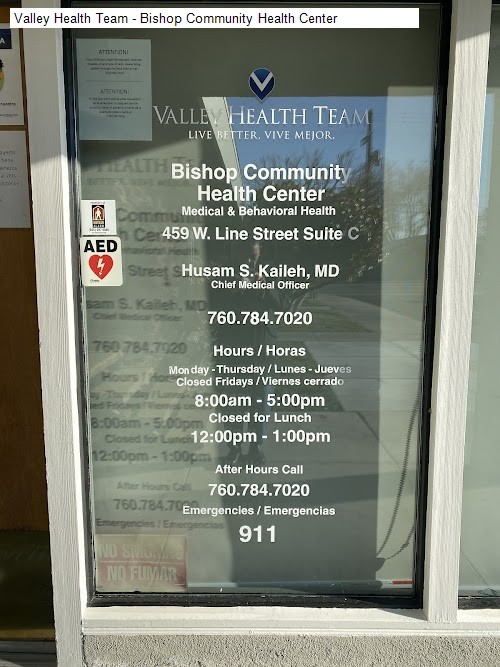 Valley Health Team - Bishop Community Health Center
ATTENTION!
ATTENTION!
VALLEY HEALTH TEAM
LIVE BETTER, VIVE MEJOR.
Bishop Community
Health Center
Medical & Behavioral Health
459 W. Line Street Suite C
Husam S. Kaileh, MD
Chief Medical Officer
760.784.7020
Hours / Horas
Monday - Thursday / Lunes - Jueves
Closed Fridays / Viernes cerrado
8:00am - 5:00pm
Closed for Lunch
12:00pm - 1:00pm
After Hours Call
760.784.7020
Emergencies / Emergencias
911
AED
NO SMOKING
NO FUMAR